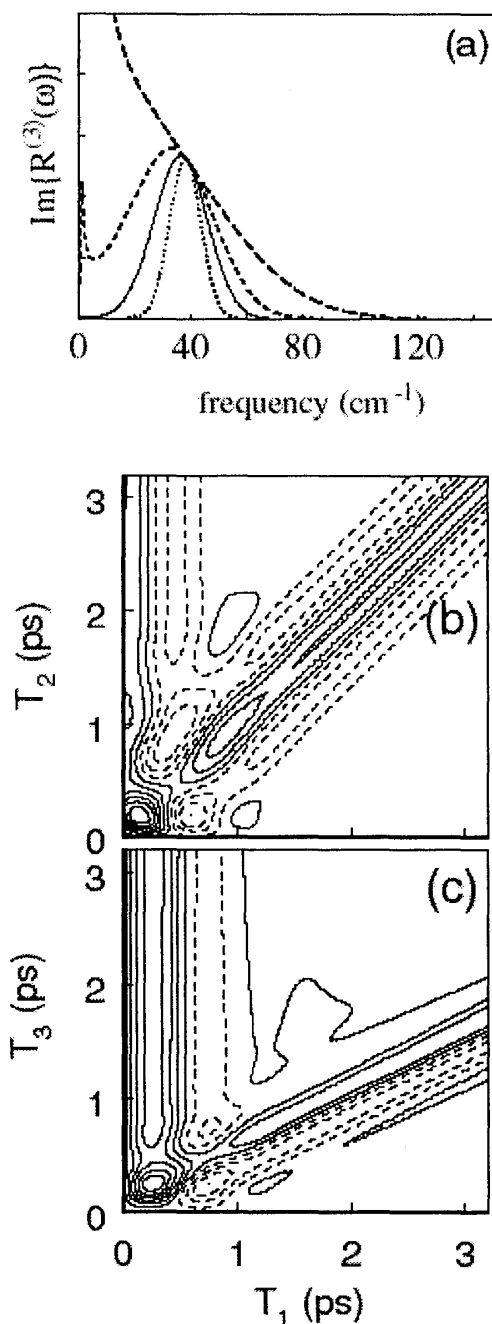 (a)
Im{R⁽³⁾(ω)}
0 40 80 120
frequency (cm⁻¹)
3
2
1
0
T₂ (ps)
(b)
3
2
1
0
T₃ (ps)
(c)
0 1 2 3
T₁ (ps)